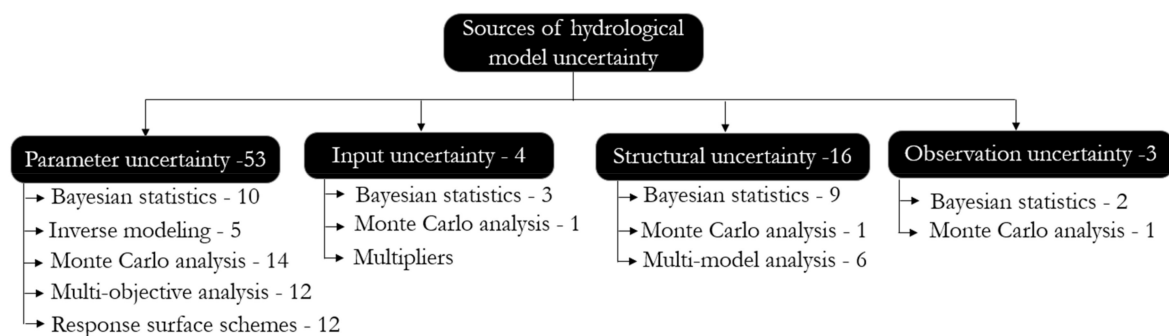 Sources of hydrological
model uncertainty
Parameter uncertainty -53
Bayesian statistics - 10
Inverse modeling - 5
Monte Carlo analysis - 14
Multi-objective analysis - 12
Response surface schemes - 12
Input uncertainty - 4
Bayesian statistics - 3
Monte Carlo analysis - 1
Multipliers
Structural uncertainty -16
Bayesian statistics - 9
Monte Carlo analysis - 1
Multi-model analysis - 6
Observation uncertainty -3
Bayesian statistics - 2
Monte Carlo analysis - 1